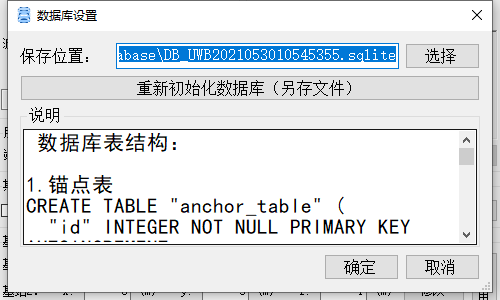 数据库设置
保存位置：
abase\DB_UWB2021053010545355.sqlite
选择
重新初始化数据库（另存文件）
说明
数据库表结构：
1.锚点表
CREATE TABLE "anchor_table" (
"id" INTEGER NOT NULL PRIMARY KEY
AUTOINCREMENT
确定
取消